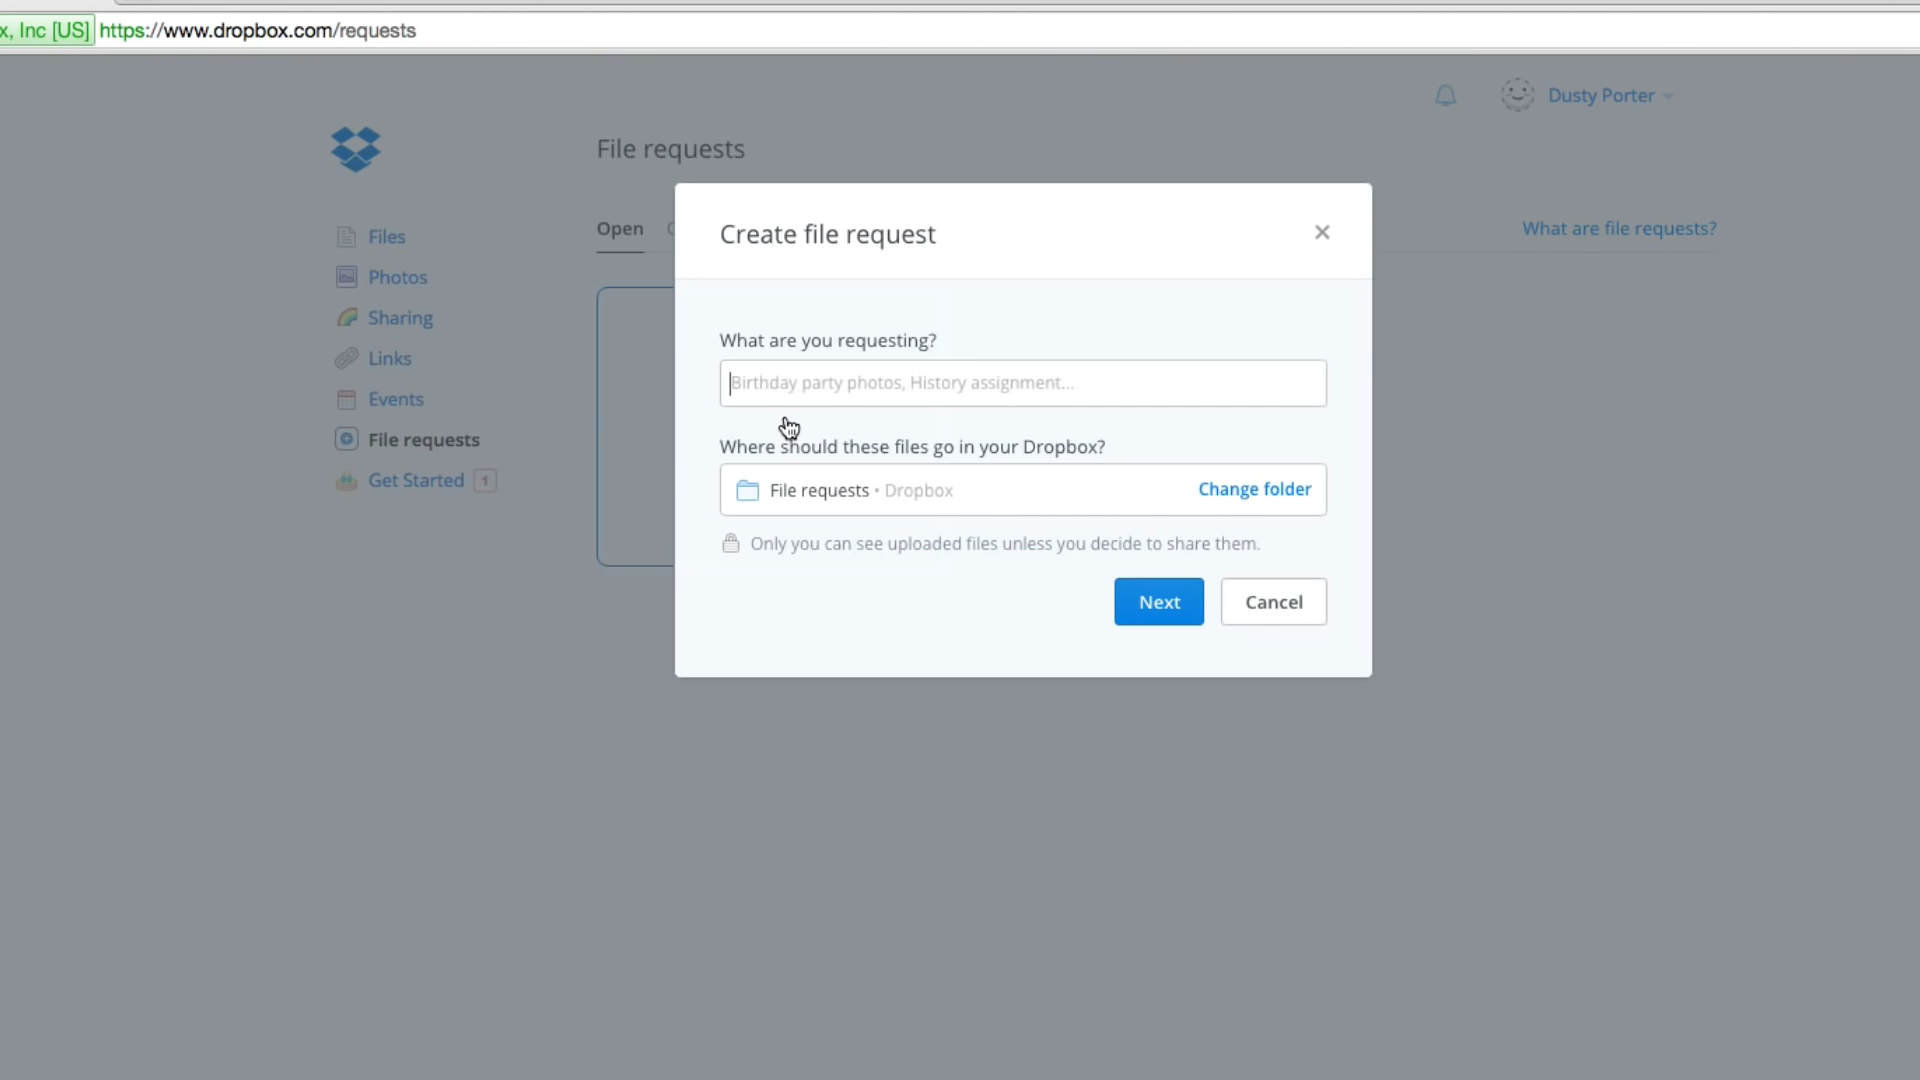 x, Inc [US] https://www.dropbox.com/requests
Dusty Porter
File requests
Open
What are file requests?
Files
Photos
Sharing
Links
Events
File requests
Get Started 1
Create file request
What are you requesting?
Birthday party photos, History assignment...
Where should these files go in your Dropbox?
File requests • Dropbox
Change folder
Only you can see uploaded files unless you decide to share them.
Next
Cancel